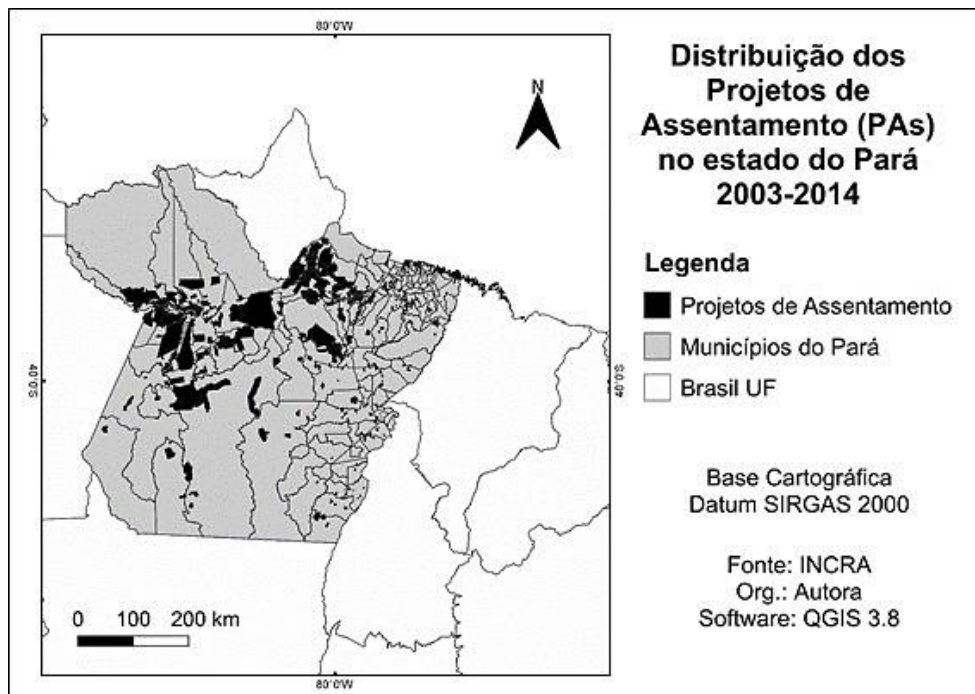 80°0'W
N
40°0'S
40°0'S
80°0'W
0 100 200 km
Distribuição dos
Projetos de
Assentamento (PAs)
no estado do Pará
2003-2014
Legenda
Projetos de Assentamento
Municípios do Pará
Brasil UF
Base Cartográfica
Datum SIRGAS 2000
Fonte: INCRA
Org.: Autora
Software: QGIS 3.8